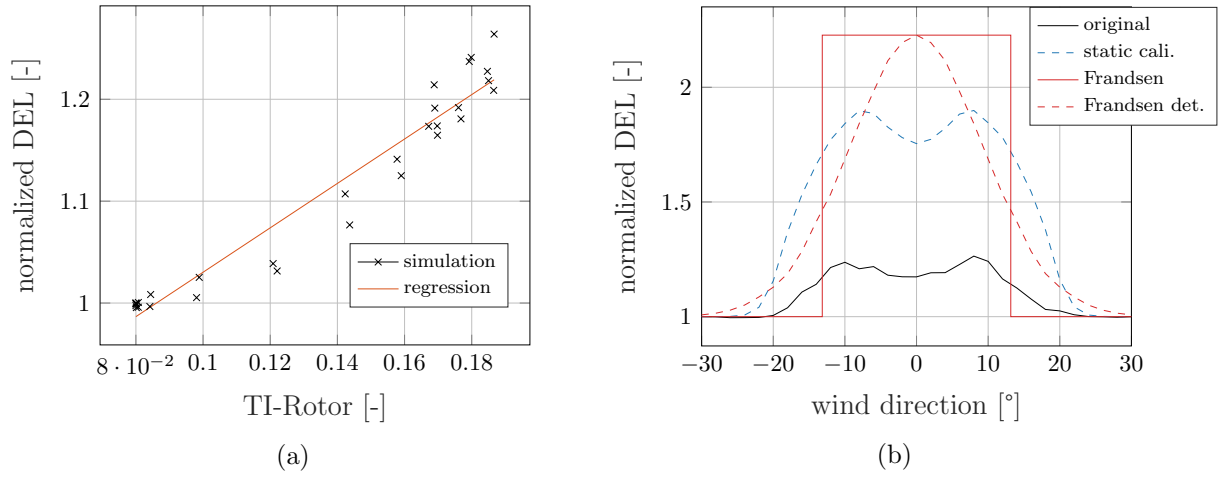 normalized DEL [-]
1.2
1.1
1
8 · 10⁻²
0.1
0.12
0.14
0.16
0.18
TI-Rotor [-]
simulation
regression
(a)
normalized DEL [-]
2
1.5
1
−30
−20
−10
0
10
20
30
wind direction [°]
original
static cali.
Frandsen
Frandsen det.
(b)